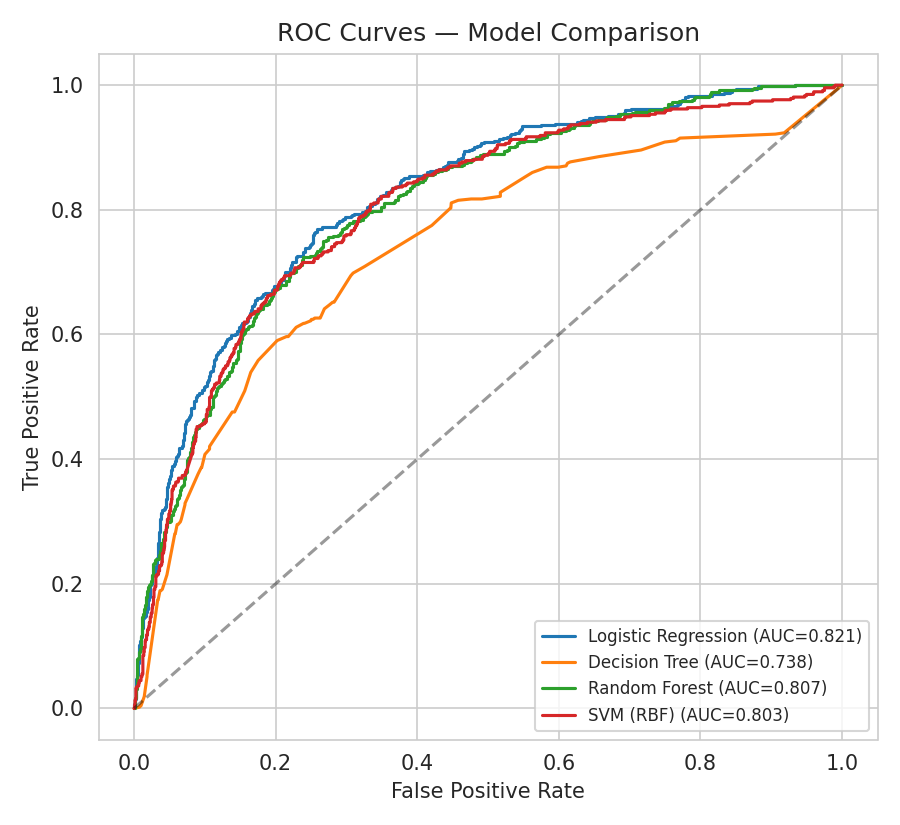 ROC Curves — Model Comparison
True Positive Rate
1.0
0.8
0.6
0.4
0.2
0.0
Logistic Regression (AUC=0.821)
Decision Tree (AUC=0.738)
Random Forest (AUC=0.807)
SVM (RBF) (AUC=0.803)
0.0 0.2 0.4 0.6 0.8 1.0
False Positive Rate